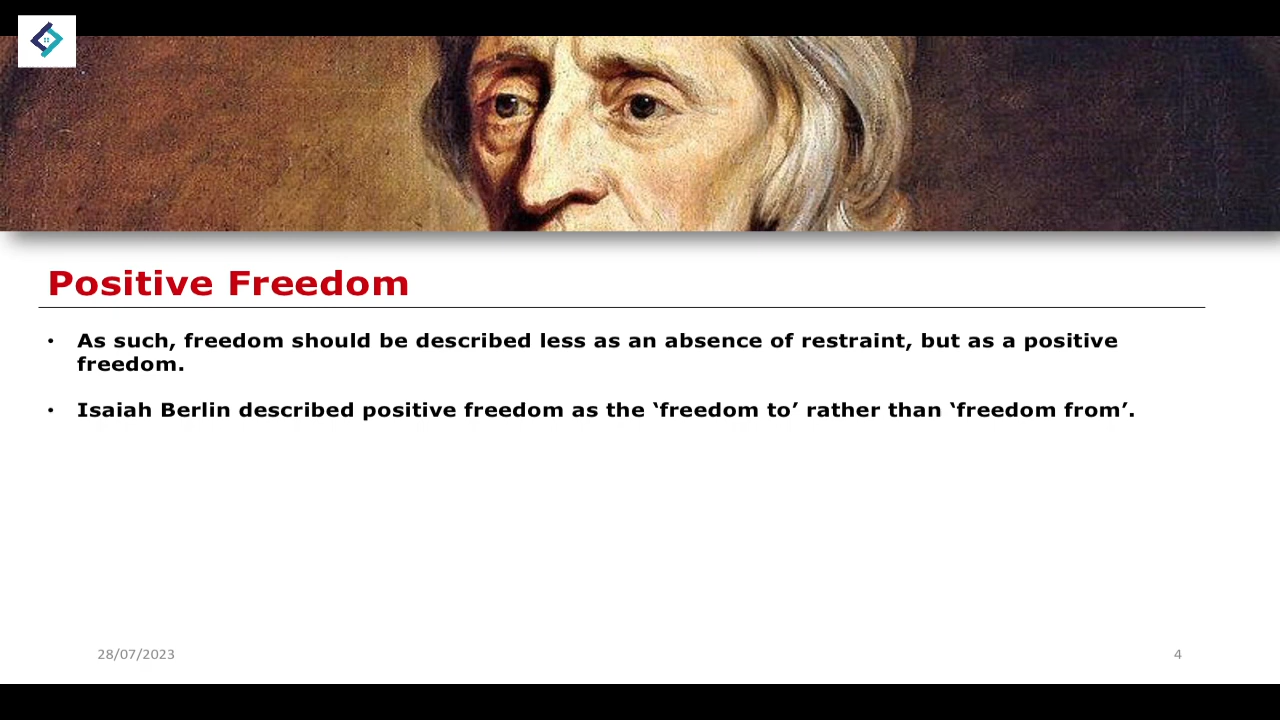 Positive Freedom
• As such, freedom should be described less as an absence of restraint, but as a positive
freedom.
• Isaiah Berlin described positive freedom as the ‘freedom to’ rather than ‘freedom from’.
28/07/2023
4